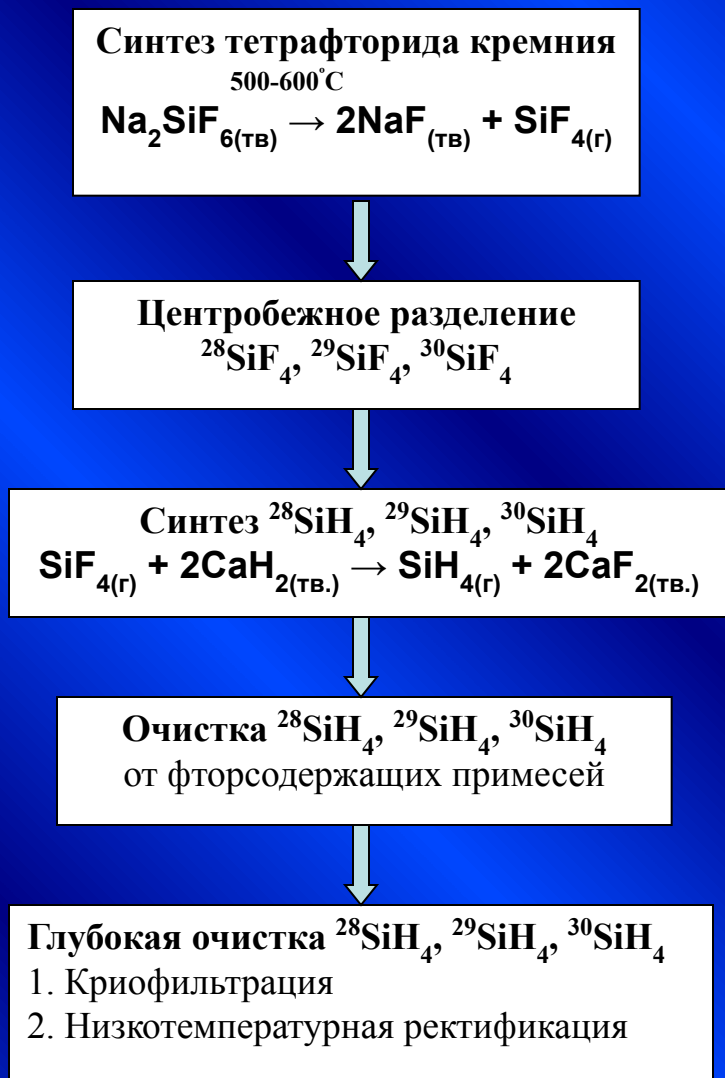 Синтез тетрафторида кремния
500-600°C
Na₂SiF₆(тв) → 2NaF(тв) + SiF₄(г)
Центробежное разделение
²⁸SiF₄, ²⁹SiF₄, ³⁰SiF₄
Синтез ²⁸SiH₄, ²⁹SiH₄, ³⁰SiH₄
SiF₄(г) + 2CaH₂(тв.) → SiH₄(г) + 2CaF₂(тв.)
Очистка ²⁸SiH₄, ²⁹SiH₄, ³⁰SiH₄
от фторсодержащих примесей
Глубокая очистка ²⁸SiH₄, ²⁹SiH₄, ³⁰SiH₄
1. Криофильтрация
2. Низкотемпературная ректификация